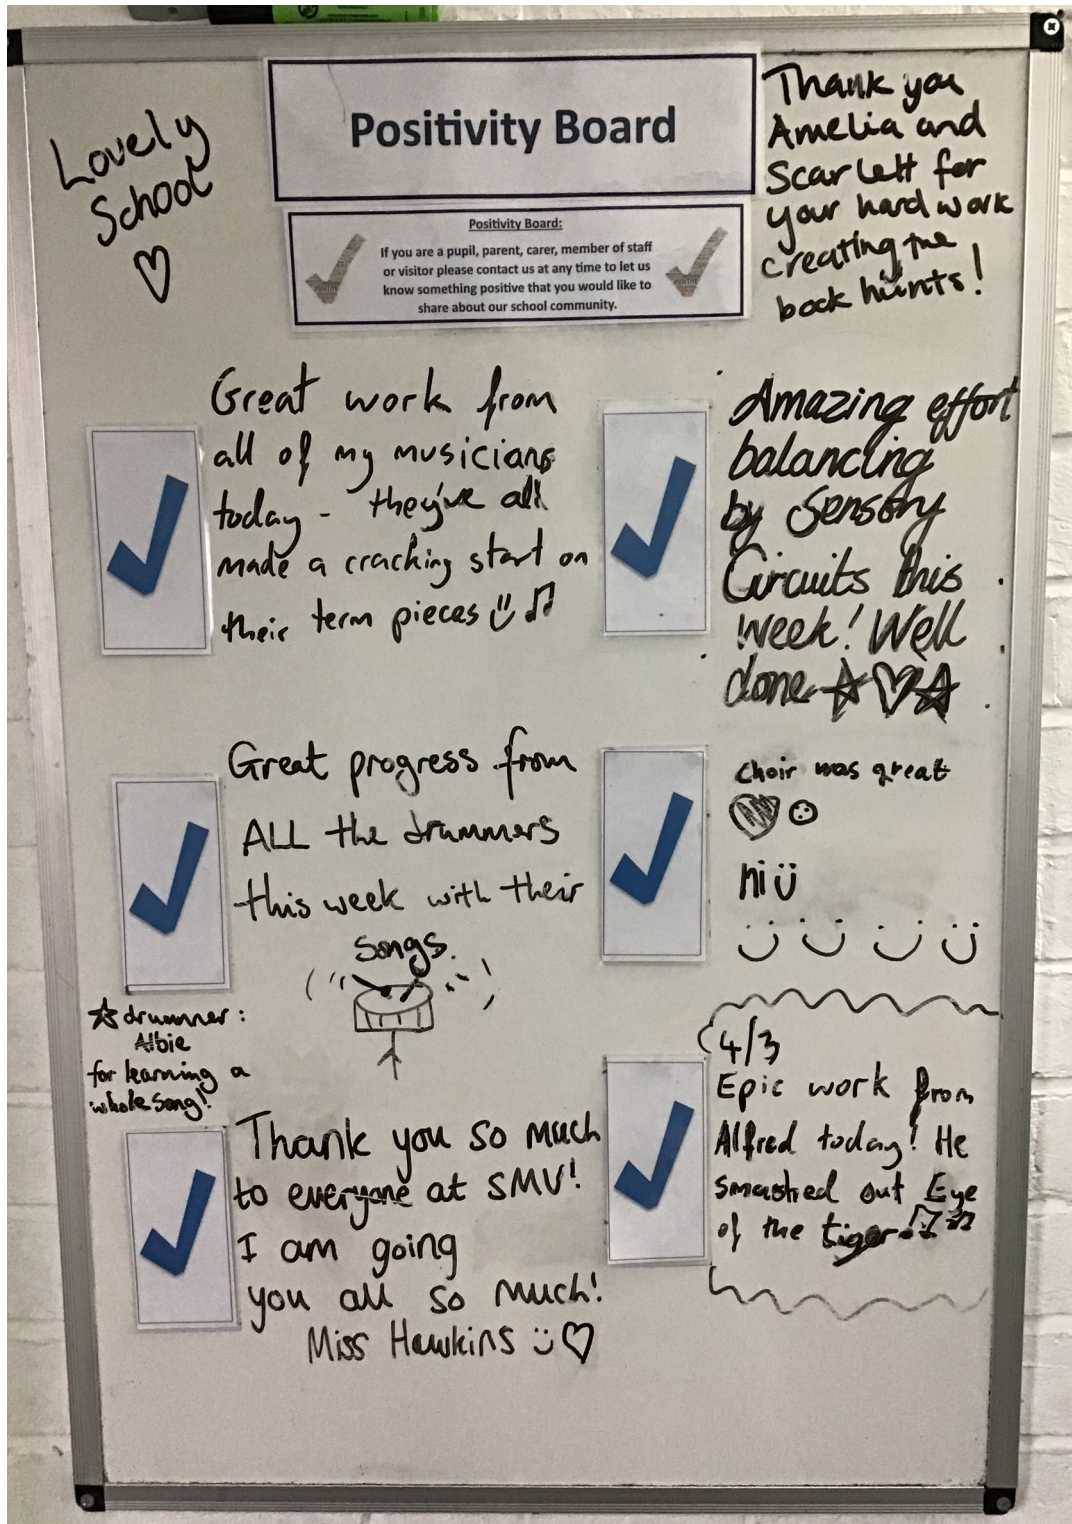 Positivity Board
Positivity Board:
If you are a pupil, parent, carer, member of staff
or visitor please contact us at any time to let us
know something positive that you would like to
share about our school community.
Lovely
School
Thank you
Amelia and
Scarlett for
your hard work
creating the
book hunts!
Great work from
all of my musicians
today - they've all
made a cracking start on
their term pieces
Amazing effort
balancing
by Sensory
Circuits this
week! Well
done
Great progress from
ALL the drummers
this week with their
songs.
drummer:
Albie
for learning a
whole song!
choir was great
hi
Thank you so much
to everyone at SMV!
I am going
you all so much!
Miss Hawkins
4/3
Epic work from
Alfred today! He
smashed out Eye
of the tiger!